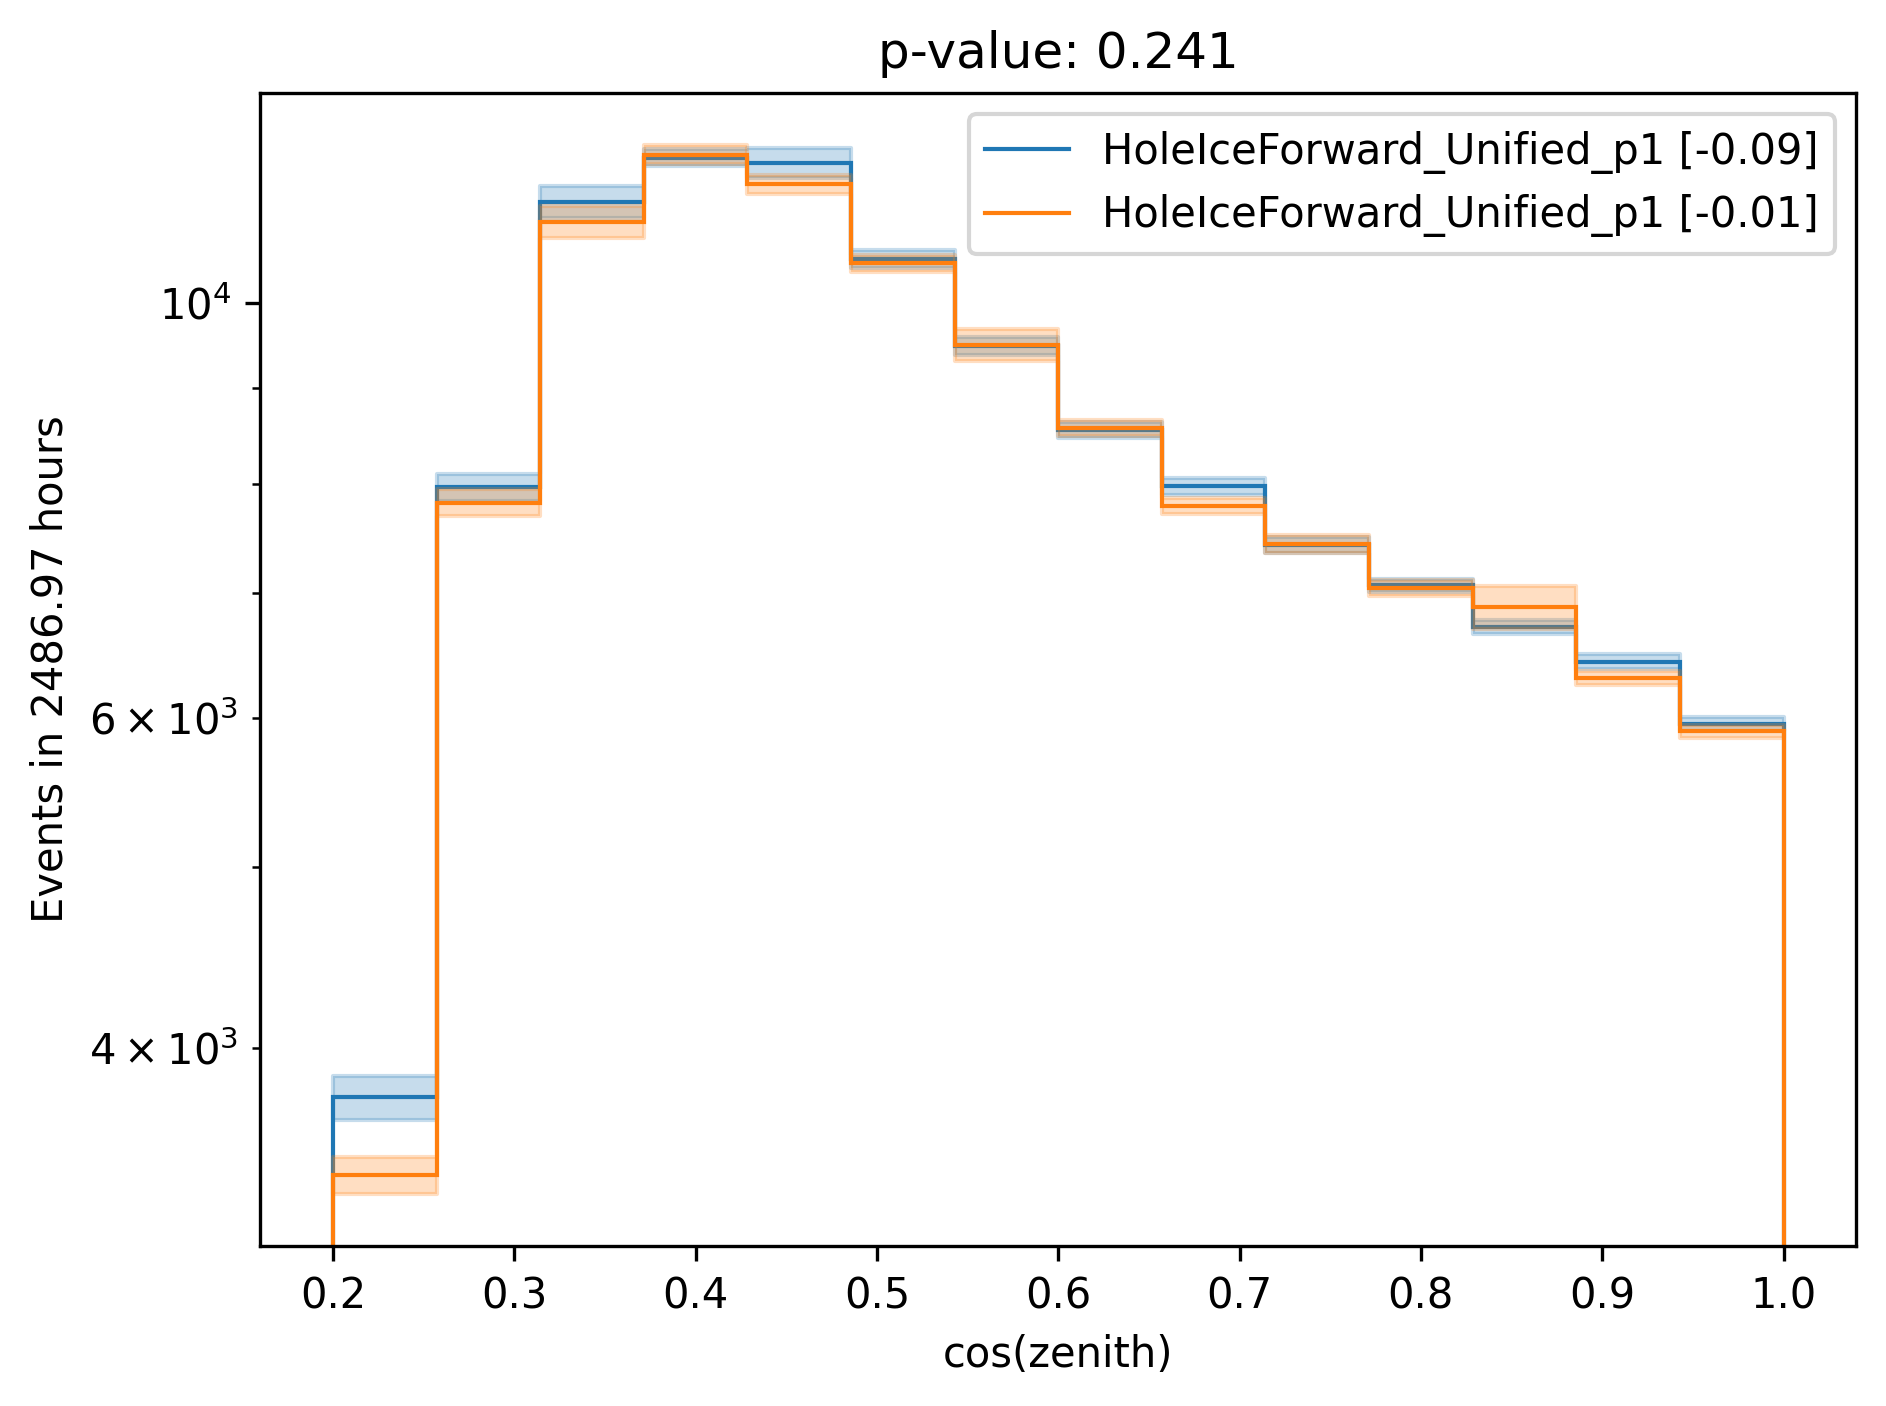 p-value: 0.241
HoleIceForward_Unified_p1 [-0.09]
HoleIceForward_Unified_p1 [-0.01]
Events in 2486.97 hours
10⁴
6 × 10³
4 × 10³
0.2 0.3 0.4 0.5 0.6 0.7 0.8 0.9 1.0
cos(zenith)